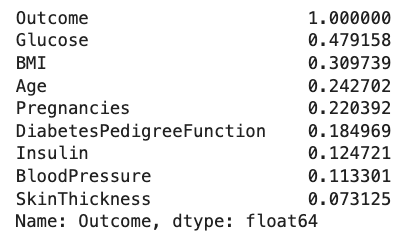 Outcome 1.000000
Glucose 0.479158
BMI 0.309739
Age 0.242702
Pregnancies 0.220392
DiabetesPedigreeFunction 0.184969
Insulin 0.124721
BloodPressure 0.113301
SkinThickness 0.073125
Name: Outcome, dtype: float64